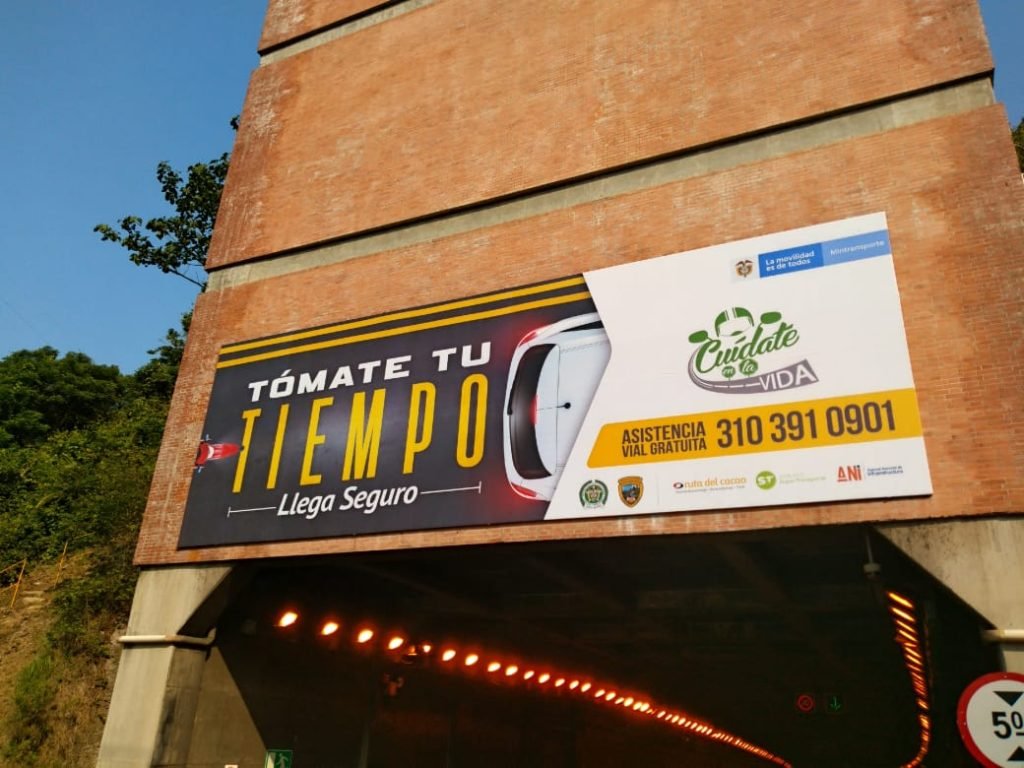 TÓMATE TU
TIEMPO
Llega Seguro
La movilidad
es de todos
Mintransporte
Cuídate
en la
VIDA
ASISTENCIA
VIAL GRATUITA
310 391 0901
ruta del cacao
ST
ANi
50